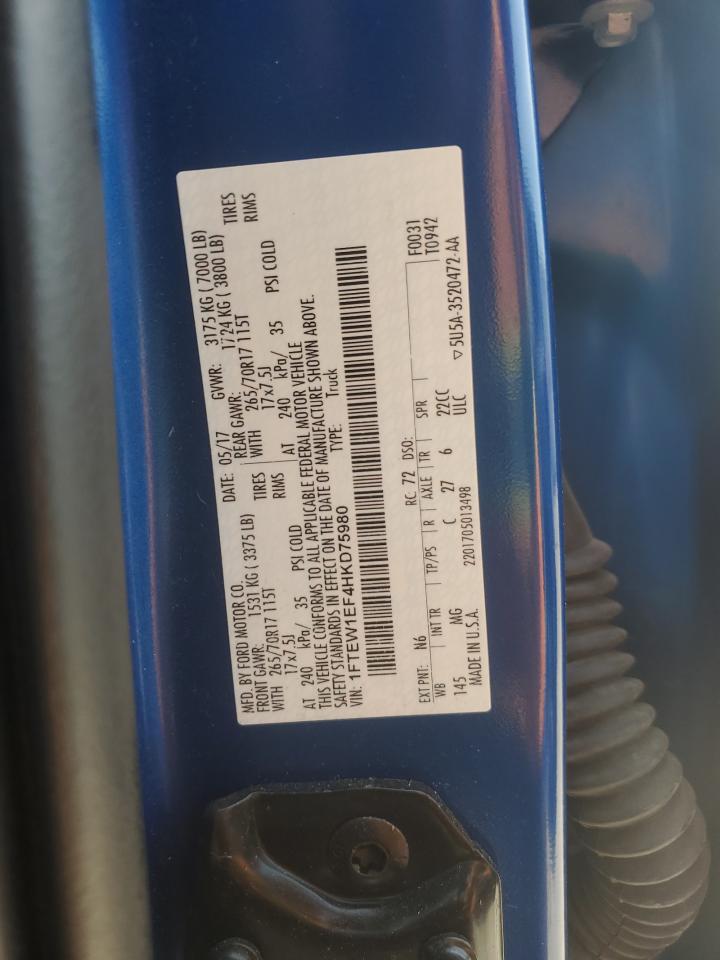 MFD. BY FORD MOTOR CO. DATE: 05/17 GVWR: 3175 KG ( 7000 LB)
FRONT GAWR: 1531 KG ( 3375 LB) REAR GAWR: 1724 KG ( 3800 LB)
WITH 265/70R17 115T TIRES WITH 265/70R17 115T TIRES
17x7.5J RIMS 17x7.5J RIMS
AT 240 kPa/ 35 PSI COLD AT 240 kPa/ 35 PSI COLD
THIS VEHICLE CONFORMS TO ALL APPLICABLE FEDERAL MOTOR VEHICLE
SAFETY STANDARDS IN EFFECT ON THE DATE OF MANUFACTURE SHOWN ABOVE.
VIN: 1FTEW1EF4HKD75980 TYPE: Truck
EXT PNT: N6 RC: 72 DSO: F0031
WB INT TR TP/PS R AXLE TR SPR T0942
145 MG C 27 6 22CC
MADE IN U.S.A. 2201705013498 ULC ▽5U5A-3520472-AA